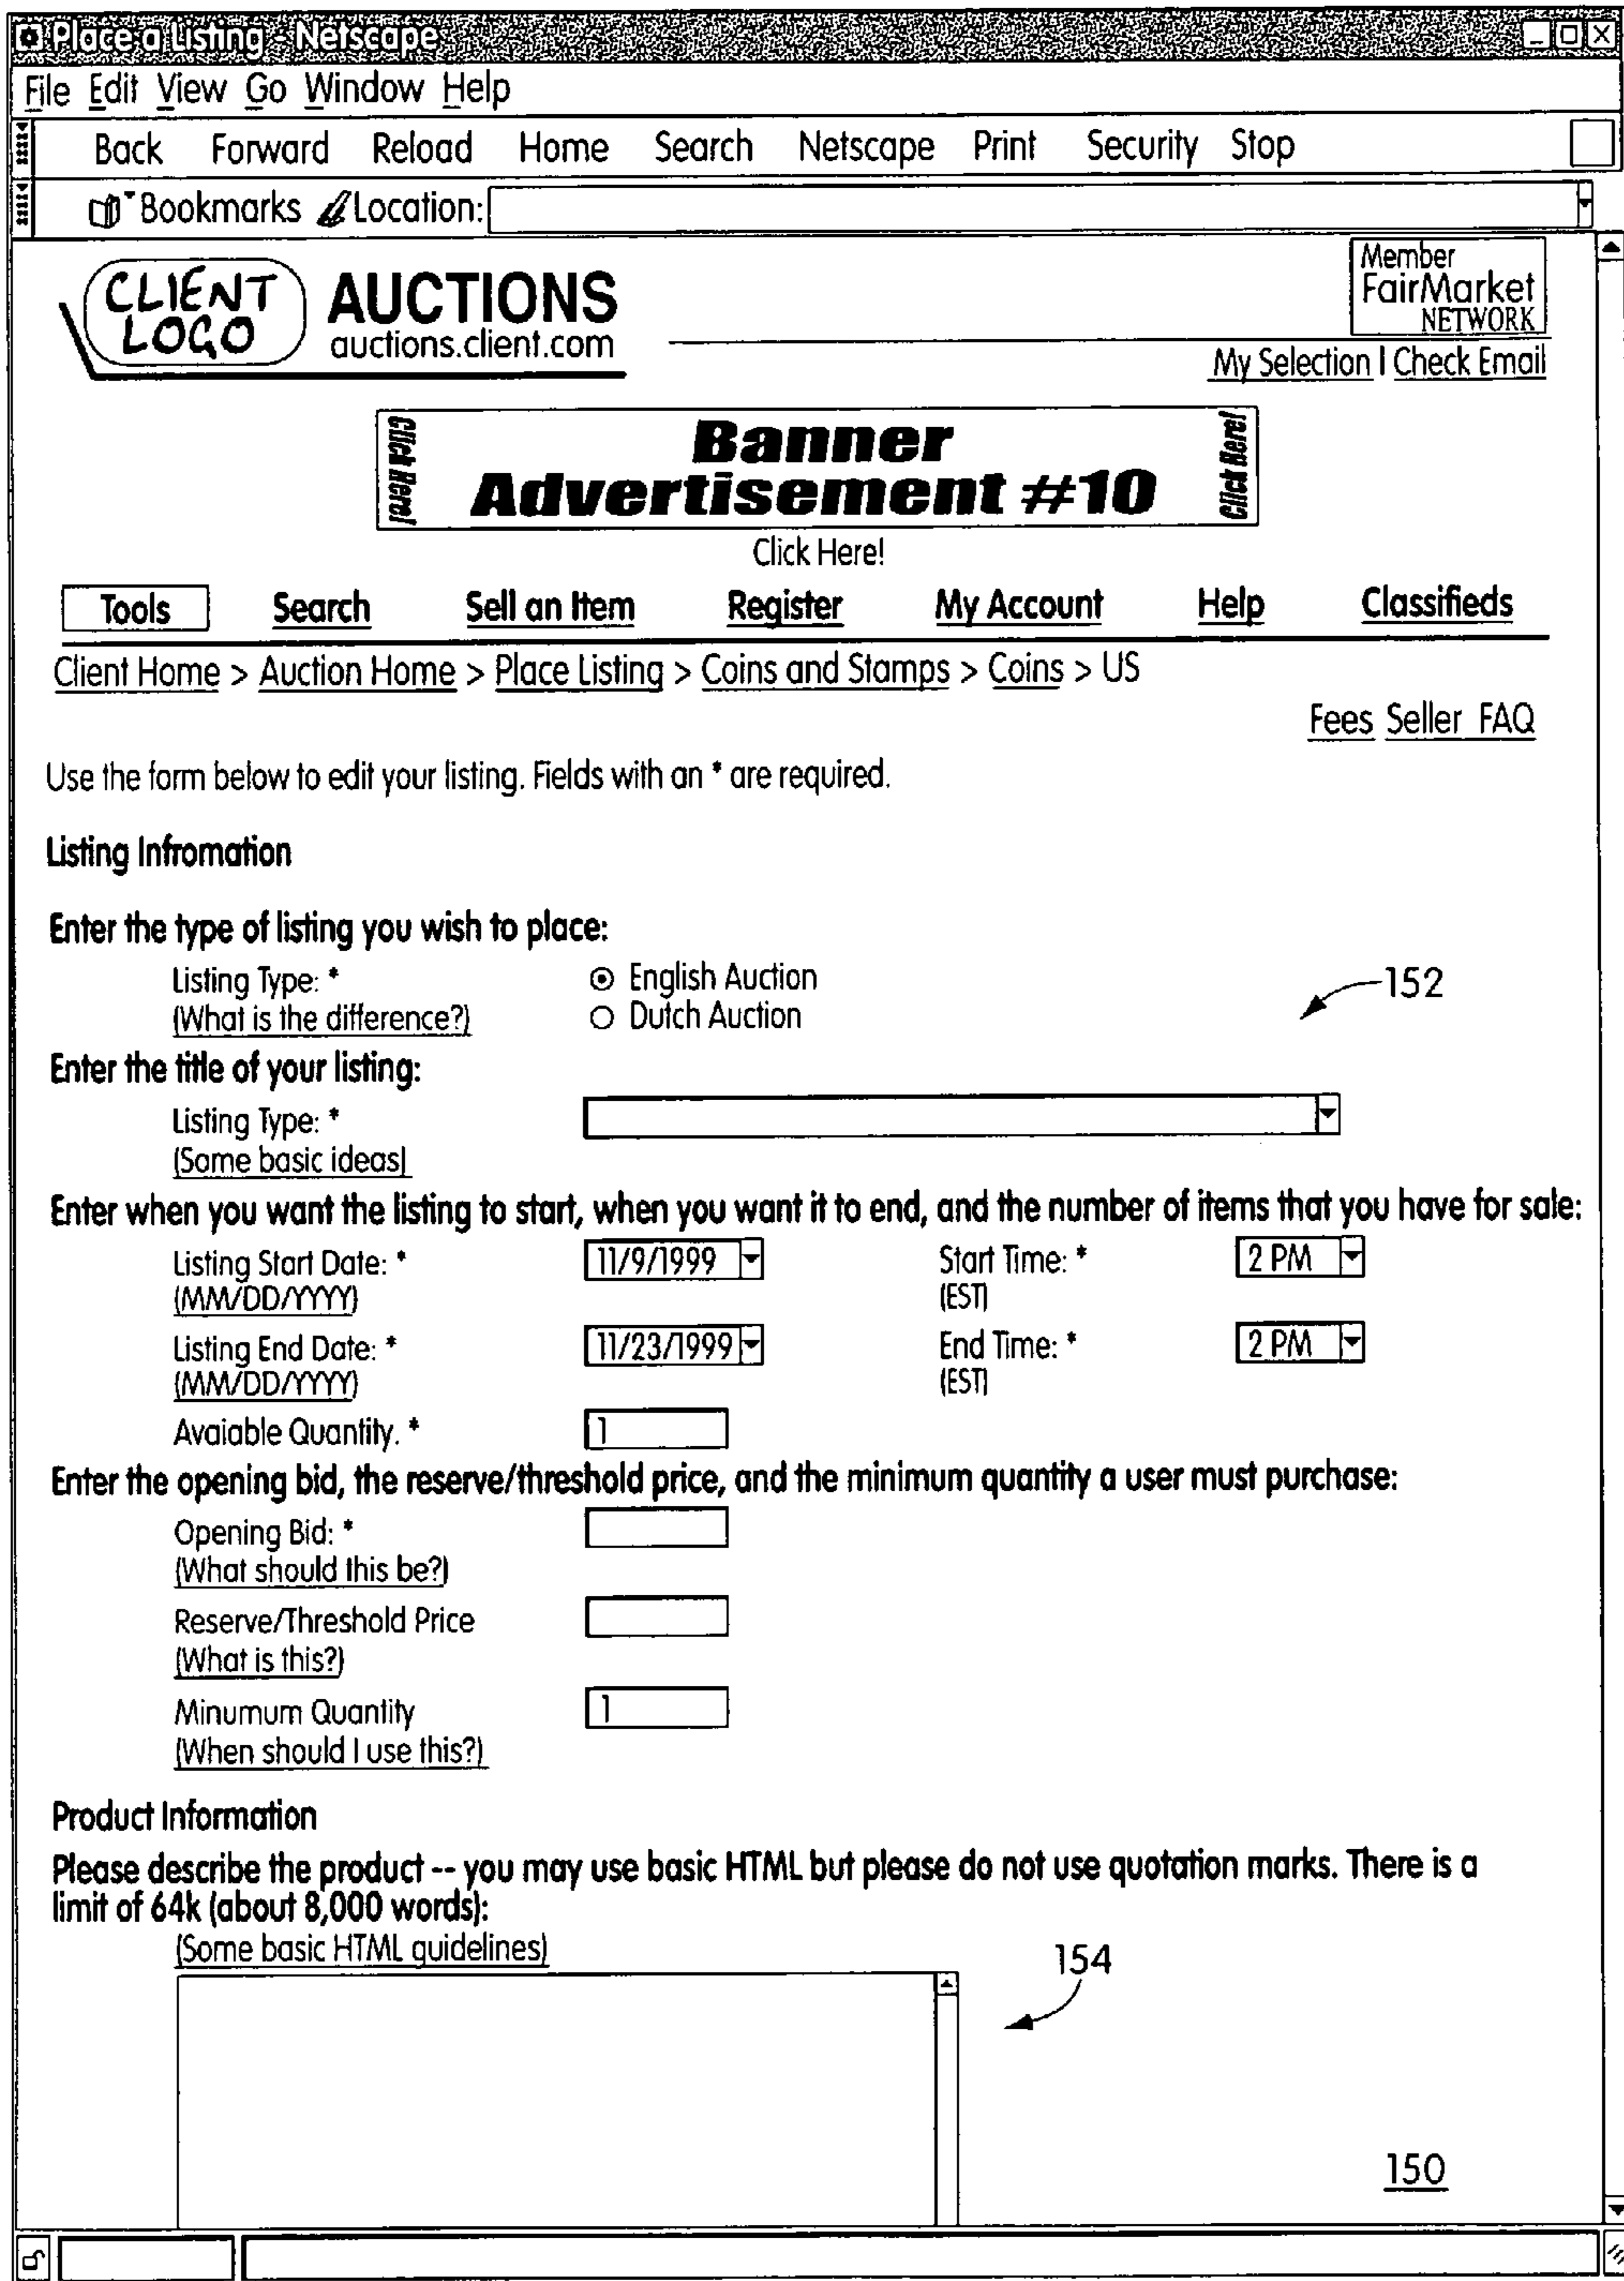 Place a Listing - Netscape
File Edit View Go Window Help
Back Forward Reload Home Search Netscape Print Security Stop
Bookmarks Location:
CLIENT LOGO
AUCTIONS
auctions.client.com
Member
FairMarket
NETWORK
My Selection | Check Email
Click Here!
Banner
Advertisement #10
Click Here!
Click Here!
Tools Search Sell an Item Register My Account Help Classifieds
Client Home > Auction Home > Place Listing > Coins and Stamps > Coins > US
Fees Seller FAQ
Use the form below to edit your listing. Fields with an * are required.
Listing Infromation
Enter the type of listing you wish to place:
Listing Type: * English Auction
(What is the difference?) Dutch Auction
152
Enter the title of your listing:
Listing Type: *
(Some basic ideas)
Enter when you want the listing to start, when you want it to end, and the number of items that you have for sale:
Listing Start Date: * 11/9/1999 Start Time: * 2 PM
(MM/DD/YYYY) (EST)
Listing End Date: * 11/23/1999 End Time: * 2 PM
(MM/DD/YYYY) (EST)
Avaiable Quantity. * 1
Enter the opening bid, the reserve/threshold price, and the minimum quantity a user must purchase:
Opening Bid: *
(What should this be?)
Reserve/Threshold Price
(What is this?)
Minumum Quantity 1
(When should I use this?)
Product Information
Please describe the product -- you may use basic HTML but please do not use quotation marks. There is a
limit of 64k (about 8,000 words):
(Some basic HTML guidelines)
154
150